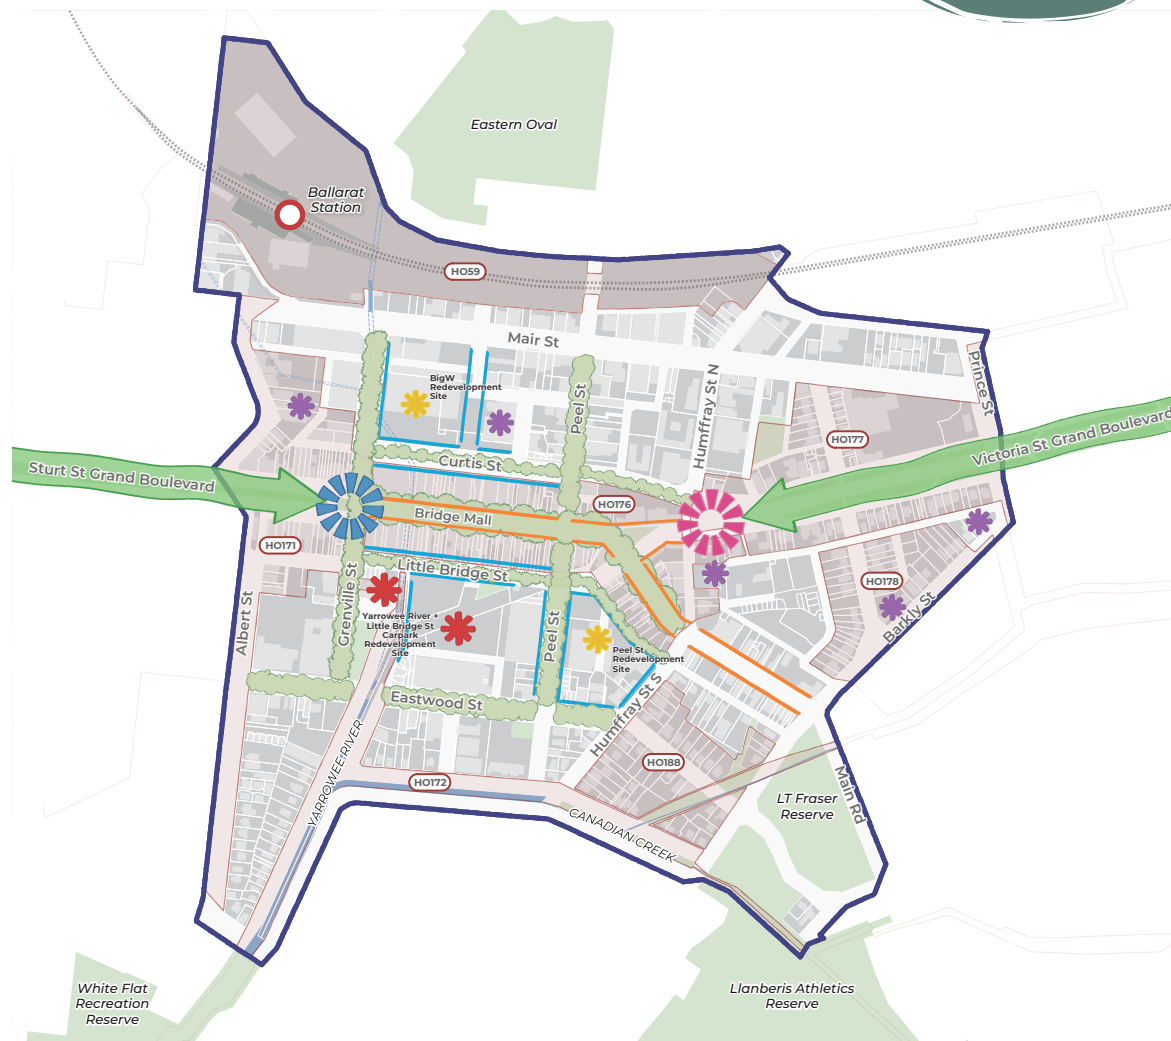 Eastern Oval
Ballarat
Station
HO59
Mair St
Prince St
BigW
Redevelopment
Site
Peel St
Humffray St N
HO177
Victoria St Grand Boulevard
Sturt St Grand Boulevard
Curtis St
HO176
Bridge Mall
HO171
Little Bridge St
HO178
Grenville St
Albert St
Yarrowee River +
Little Bridge St
Carpark
Redevelopment
Site
Peel St
Peel St
Redevelopment
Site
Barkly St
Eastwood St
Humffray St S
YARROWEE RIVER
HO188
HO172
Main Rd
LT Fraser
Reserve
CANADIAN CREEK
White Flat
Recreation
Reserve
Llanberis Athletics
Reserve